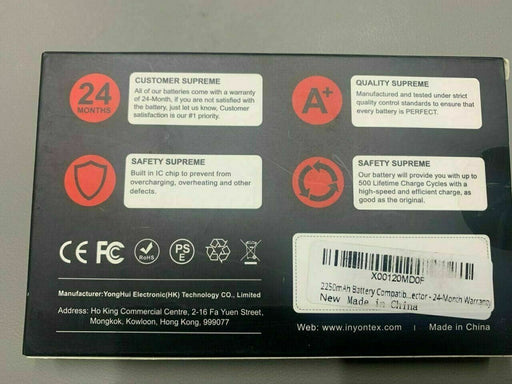 24
MONTHS
CUSTOMER SUPREME
All of our batteries come with a warranty
of 24-Month, if you are not satisfied with
the battery, just let us know, Customer
satisfaction is our #1 priority.
A+
QUALITY SUPREME
Manufactured and tested under strict
quality control standards to ensure that
every battery is PERFECT.
SAFETY SUPREME
Built in IC chip to prevent from
overcharging, overheating and other
defects.
SAFETY SUPREME
Our battery will provide you with up to
500 Lifetime Charge Cycles with a
high-speed and efficient charge, as
good as the original.
CE FC RoHS PS E
X00120MD0F
2250mAh Battery Compatib...ector - 24-Month Warranty
New Made in China
Manufacturer:YongHui Electronic(HK) Technology CO., Limited
Address: Ho King Commercial Centre, 2-16 Fa Yuen Street,
Mongkok, Kowloon, Hong Kong, 999077
Web: www.inyontex.com | Made in China